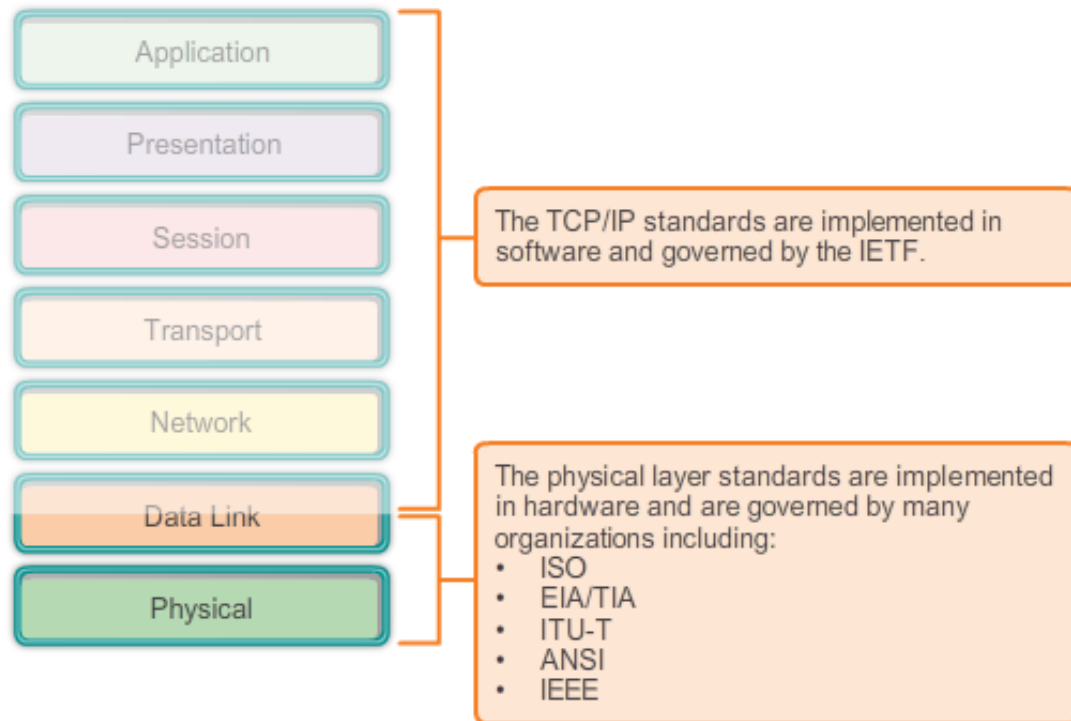 Application
Presentation
Session
Transport
Network
Data Link
Physical
The TCP/IP standards are implemented in
software and governed by the IETF.
The physical layer standards are implemented
in hardware and are governed by many
organizations including:
• ISO
• EIA/TIA
• ITU-T
• ANSI
• IEEE